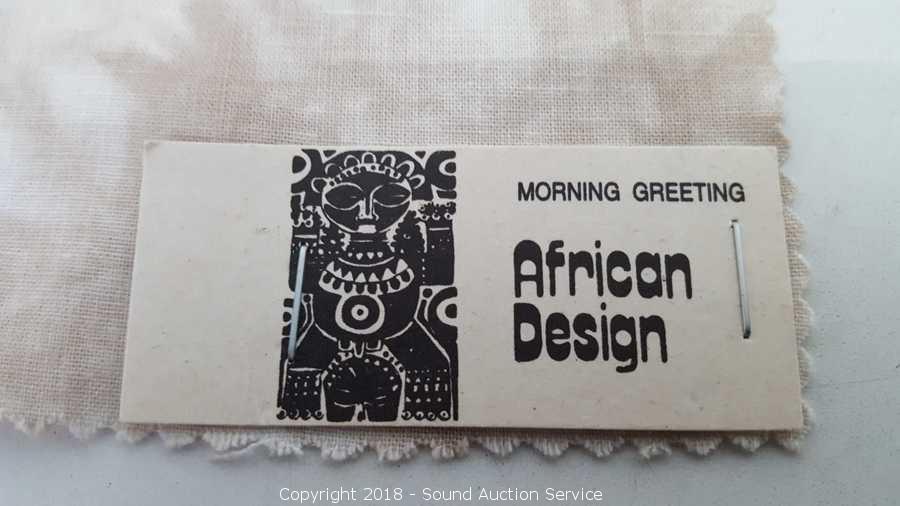 MORNING GREETING
African
Design
Copyright 2018 - Sound Auction Service